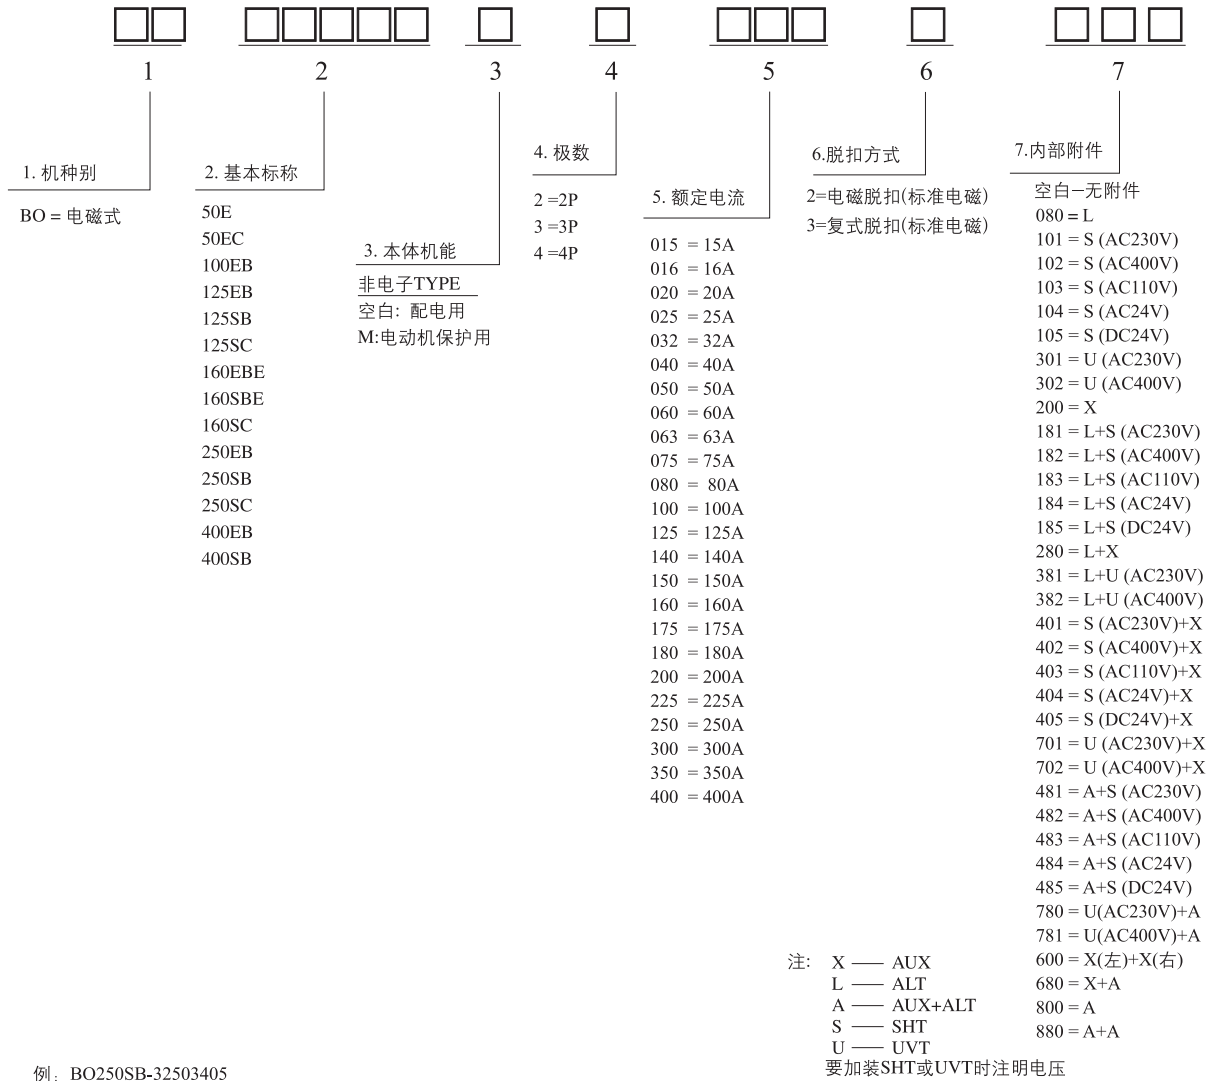 1 2 3 4 5 6 7
1. 机种别
BO = 电磁式
2. 基本标称
50E
50EC
100EB
125EB
125SB
125SC
160EBE
160SBE
160SC
250EB
250SB
250SC
400EB
400SB
3. 本体机能
非电子TYPE
空白: 配电用
M:电动机保护用
4. 极数
2 =2P
3 =3P
4 =4P
5. 额定电流
015 = 15A
016 = 16A
020 = 20A
025 = 25A
032 = 32A
040 = 40A
050 = 50A
060 = 60A
063 = 63A
075 = 75A
080 = 80A
100 = 100A
125 = 125A
140 = 140A
150 = 150A
160 = 160A
175 = 175A
180 = 180A
200 = 200A
225 = 225A
250 = 250A
300 = 300A
350 = 350A
400 = 400A
6.脱扣方式
2=电磁脱扣(标准电磁)
3=复式脱扣(标准电磁)
7.内部附件
空白–无附件
080 = L
101 = S (AC230V)
102 = S (AC400V)
103 = S (AC110V)
104 = S (AC24V)
105 = S (DC24V)
301 = U (AC230V)
302 = U (AC400V)
200 = X
181 = L+S (AC230V)
182 = L+S (AC400V)
183 = L+S (AC110V)
184 = L+S (AC24V)
185 = L+S (DC24V)
280 = L+X
381 = L+U (AC230V)
382 = L+U (AC400V)
401 = S (AC230V)+X
402 = S (AC400V)+X
403 = S (AC110V)+X
404 = S (AC24V)+X
405 = S (DC24V)+X
701 = U (AC230V)+X
702 = U (AC400V)+X
481 = A+S (AC230V)
482 = A+S (AC400V)
483 = A+S (AC110V)
484 = A+S (AC24V)
485 = A+S (DC24V)
780 = U(AC230V)+A
781 = U(AC400V)+A
600 = X(左)+X(右)
680 = X+A
800 = A
880 = A+A
注: X —— AUX
L —— ALT
A —— AUX+ALT
S —— SHT
U —— UVT
要加装SHT或UVT时注明电压
例: BO250SB-32503405